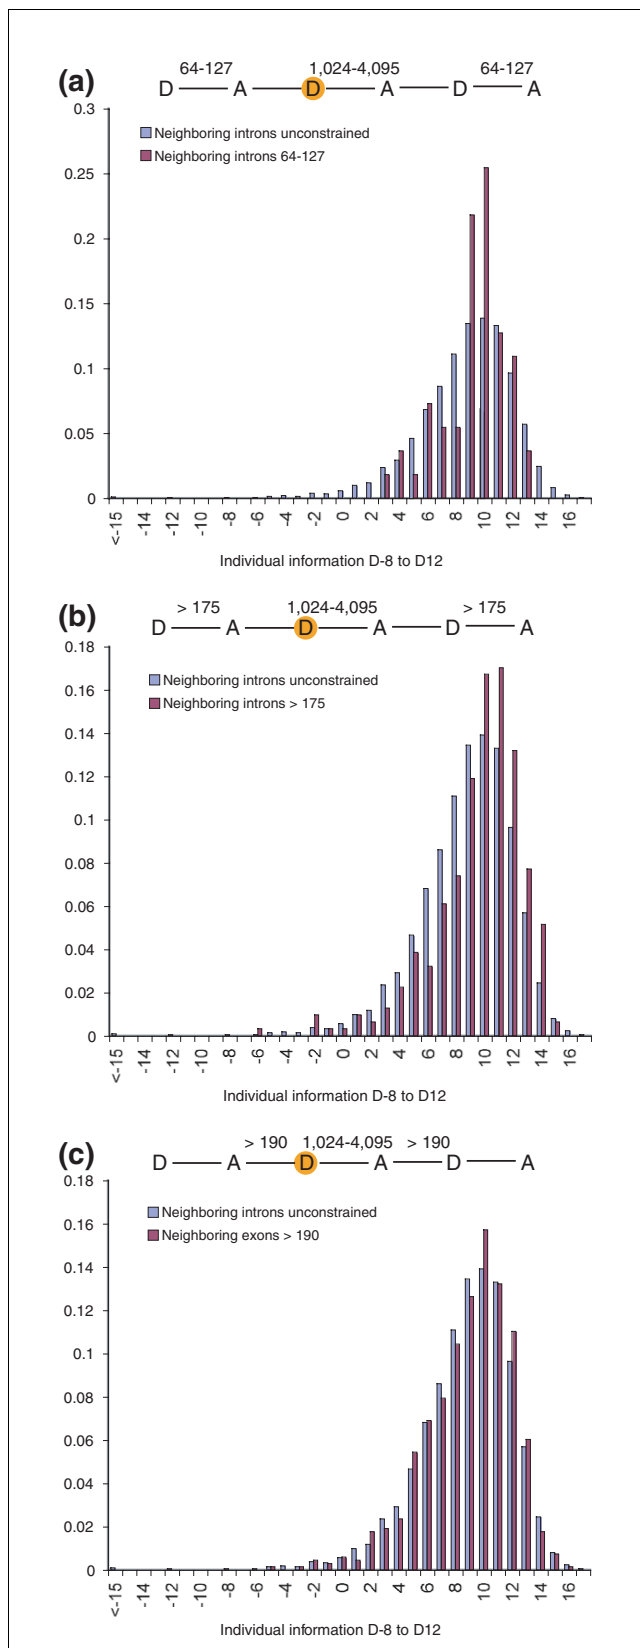 (a)
64-127 1,024-4,095 64-127
D A D A D A
0.3
Neighboring introns unconstrained
Neighboring introns 64-127
0.25
0.2
0.15
0.1
0.05
0
<-15 -14 -12 -10 -8 -6 -4 -2 0 2 4 6 8 10 12 14 16
Individual information D-8 to D12
(b)
> 175 1,024-4,095 > 175
D A D A D A
0.18
Neighboring introns unconstrained
Neighboring introns > 175
0.16
0.14
0.12
0.1
0.08
0.06
0.04
0.02
0
<-15 -14 -12 -10 -8 -6 -4 -2 0 2 4 6 8 10 12 14 16
Individual information D-8 to D12
(c)
> 190 1,024-4,095 > 190
D A D A D A
0.18
Neighboring introns unconstrained
Neighboring exons > 190
0.16
0.14
0.12
0.1
0.08
0.06
0.04
0.02
0
<-15 -14 -12 -10 -8 -6 -4 -2 0 2 4 6 8 10 12 14 16
Individual information D-8 to D12